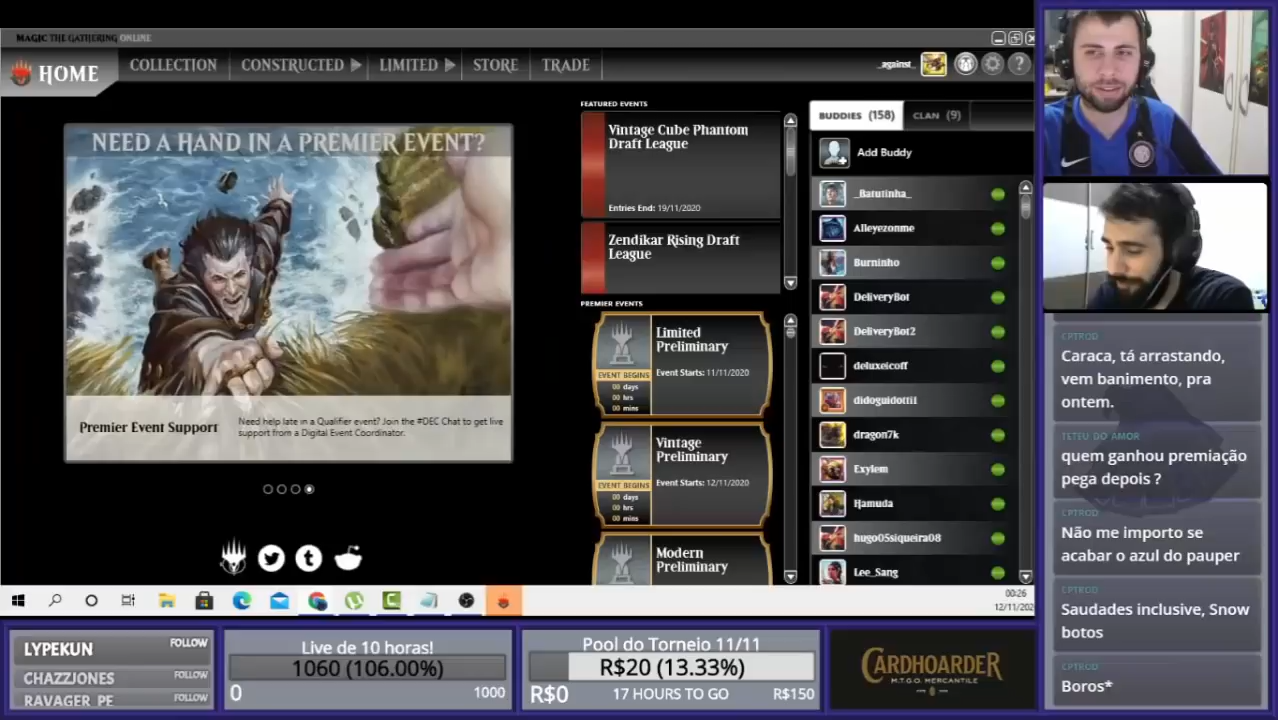 MAGIC THE GATHERING ONLINE
HOME
COLLECTION
CONSTRUCTED
LIMITED
STORE
TRADE
_against_
NEED A HAND IN A PREMIER EVENT?
Premier Event Support
Need help late in a Qualifier event? Join the #DEC Chat to get live
support from a Digital Event Coordinator.
FEATURED EVENTS
Vintage Cube Phantom
Draft League
Entries End: 19/11/2020
Zendikar Rising Draft
League
PREMIER EVENTS
Limited
Preliminary
EVENT BEGINS
Event Starts: 11/11/2020
00 days
00 hrs
00 mins
Vintage
Preliminary
EVENT BEGINS
Event Starts: 12/11/2020
00 days
00 hrs
00 mins
Modern
Preliminary
BUDDIES (158)
CLAN (9)
Add Buddy
_Batutinha_
Alleyezonme
Burninho
DeliveryBot
DeliveryBot2
deluxeicoff
didoguidotti1
dragon7k
Exylem
Hamuda
hugo05siqueira08
Lee_Sang
00:26
12/11/202
CPTROD
Caraca, tá arrastando,
vem banimento, pra
ontem.
TETEU DO AMOR
quem ganhou premiação
pega depois ?
CPTROD
Não me importo se
acabar o azul do pauper
CPTROD
Saudades inclusive, Snow
botos
CPTROD
Boros*
LYPEKUN FOLLOW
CHAZZJONES FOLLOW
RAVAGER_PE FOLLOW
Live de 10 horas!
1060 (106.00%)
0
1000
Pool do Torneio 11/11
R$20 (13.33%)
R$0
17 HOURS TO GO
R$150
CARDHOARDER
M.T.G.O. MERCANTILE